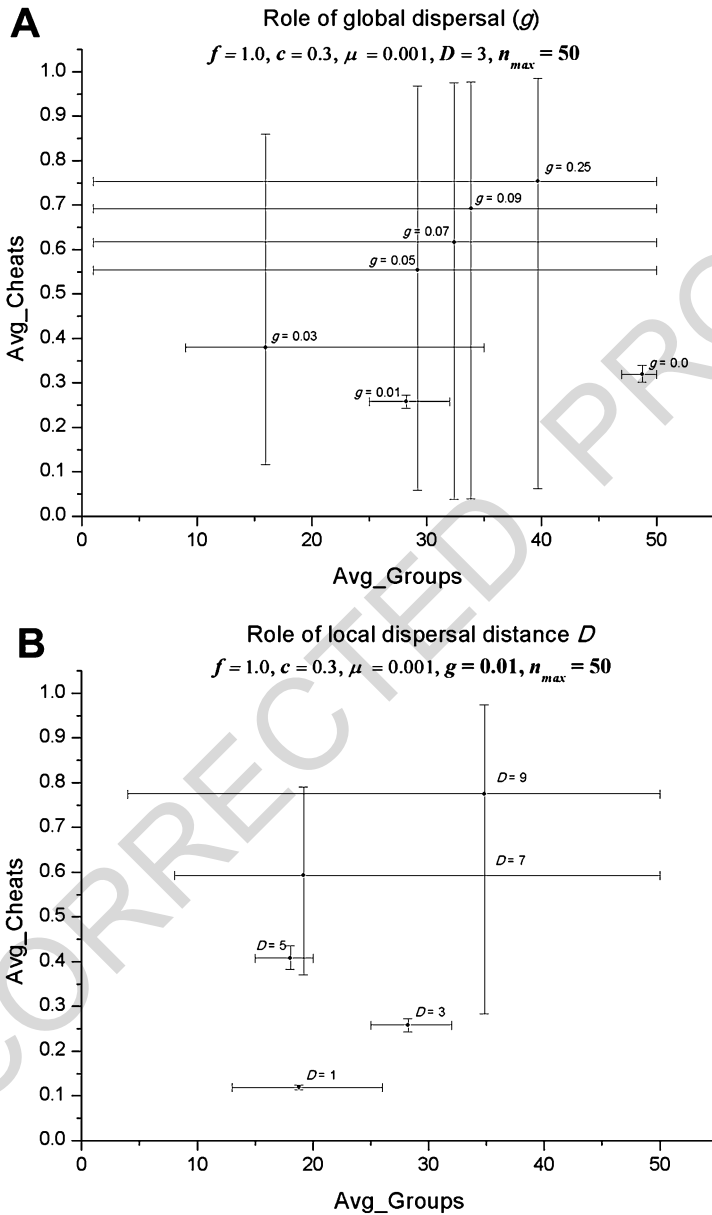 A
Role of global dispersal (g)
f = 1.0, c = 0.3, μ = 0.001, D = 3, nmax = 50
1.0
0.9
0.8
0.7
0.6
0.5
0.4
0.3
0.2
0.1
0.0
Avg_Cheats
g = 0.25
g = 0.09
g = 0.07
g = 0.05
g = 0.03
g = 0.0
g = 0.01
0 10 20 30 40 50
Avg_Groups
B
Role of local dispersal distance D
f = 1.0, c = 0.3, μ = 0.001, g = 0.01, nmax = 50
1.0
0.9
0.8
0.7
0.6
0.5
0.4
0.3
0.2
0.1
0.0
Avg_Cheats
D = 9
D = 7
D = 5
D = 3
D = 1
0 10 20 30 40 50
Avg_Groups
CORRECTED PRO